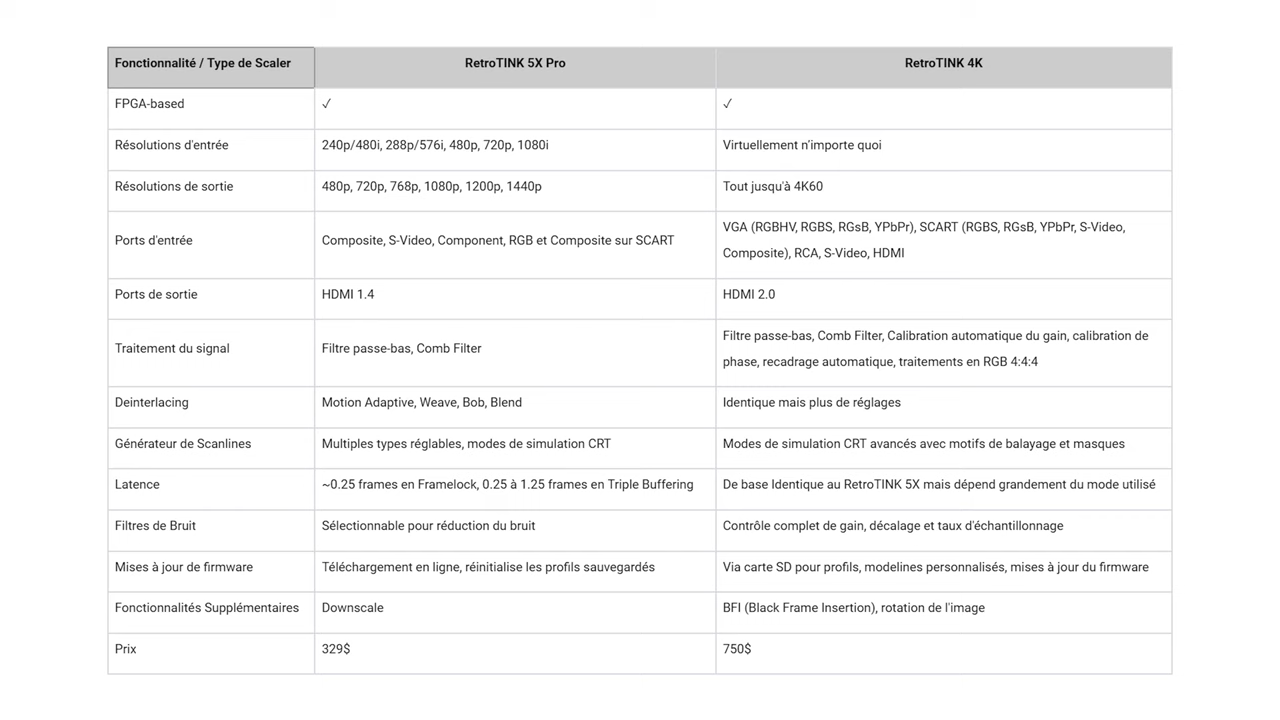 Fonctionnalité / Type de Scaler RetroTINK 5X Pro RetroTINK 4K
FPGA-based ✓ ✓
Résolutions d'entrée 240p/480i, 288p/576i, 480p, 720p, 1080i Virtuellement n'importe quoi
Résolutions de sortie 480p, 720p, 768p, 1080p, 1200p, 1440p Tout jusqu'à 4K60
Ports d'entrée Composite, S-Video, Component, RGB et Composite sur SCART VGA (RGBHV, RGBS, RGsB, YPbPr), SCART (RGBS, RGsB, YPbPr, S-Video,
Composite), RCA, S-Video, HDMI
Ports de sortie HDMI 1.4 HDMI 2.0
Traitement du signal Filtre passe-bas, Comb Filter Filtre passe-bas, Comb Filter, Calibration automatique du gain, calibration de
phase, recadrage automatique, traitements en RGB 4:4:4
Deinterlacing Motion Adaptive, Weave, Bob, Blend Identique mais plus de réglages
Générateur de Scanlines Multiples types réglables, modes de simulation CRT Modes de simulation CRT avancés avec motifs de balayage et masques
Latence ~0.25 frames en Framelock, 0.25 à 1.25 frames en Triple Buffering De base Identique au RetroTINK 5X mais dépend grandement du mode utilisé
Filtres de Bruit Sélectionnable pour réduction du bruit Contrôle complet de gain, décalage et taux d'échantillonnage
Mises à jour de firmware Téléchargement en ligne, réinitialise les profils sauvegardés Via carte SD pour profils, modelines personnalisés, mises à jour du firmware
Fonctionnalités Supplémentaires Downscale BFI (Black Frame Insertion), rotation de l'image
Prix 329$ 750$